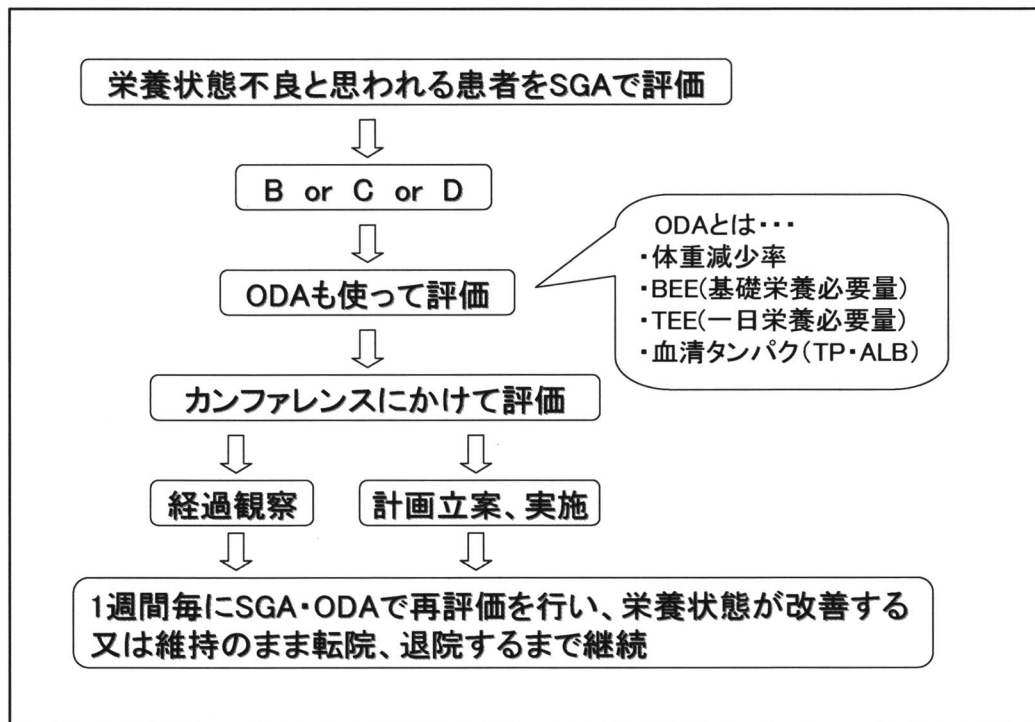 栄養状態不良と思われる患者をSGAで評価
B or C or D
ODAも使って評価
ODAとは・・・
・体重減少率
・BEE(基礎栄養必要量)
・TEE(一日栄養必要量)
・血清タンパク(TP・ALB)
カンファレンスにかけて評価
経過観察
計画立案、実施
1週間毎にSGA・ODAで再評価を行い、栄養状態が改善する
又は維持のまま転院、退院するまで継続